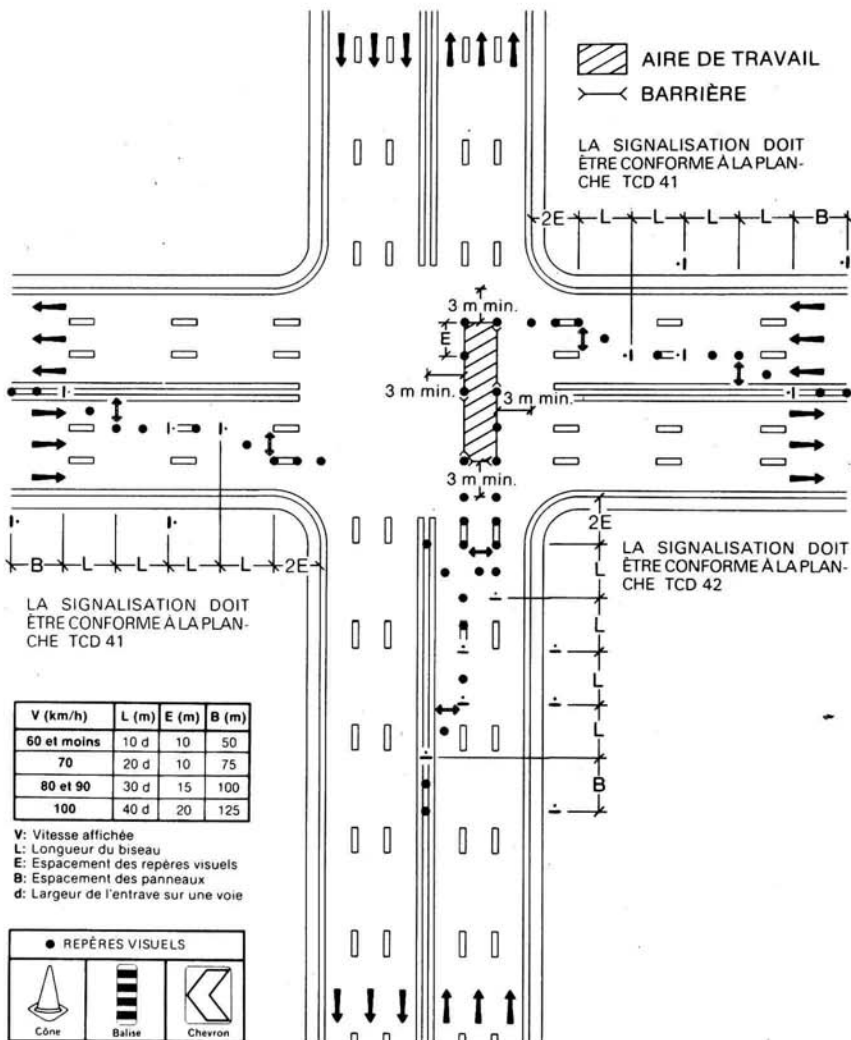 AIRE DE TRAVAIL
BARRIÈRE
LA SIGNALISATION DOIT
ÊTRE CONFORME À LA PLAN-
CHE TCD 41
2E L L L L B
3 m min.
E
3 m min.
3 m min.
3 m min.
2E
L
L
L
L
B
LA SIGNALISATION DOIT
ÊTRE CONFORME À LA PLAN-
CHE TCD 42
B L L L L 2E
LA SIGNALISATION DOIT
ÊTRE CONFORME À LA PLAN-
CHE TCD 41
V (km/h) L (m) E (m) B (m)
60 et moins 10 d 10 50
70 20 d 10 75
80 et 90 30 d 15 100
100 40 d 20 125
V: Vitesse affichée
L: Longueur du biseau
E: Espacement des repères visuels
B: Espacement des panneaux
d: Largeur de l'entrave sur une voie
REPÈRES VISUELS
Cône Balise Chevron